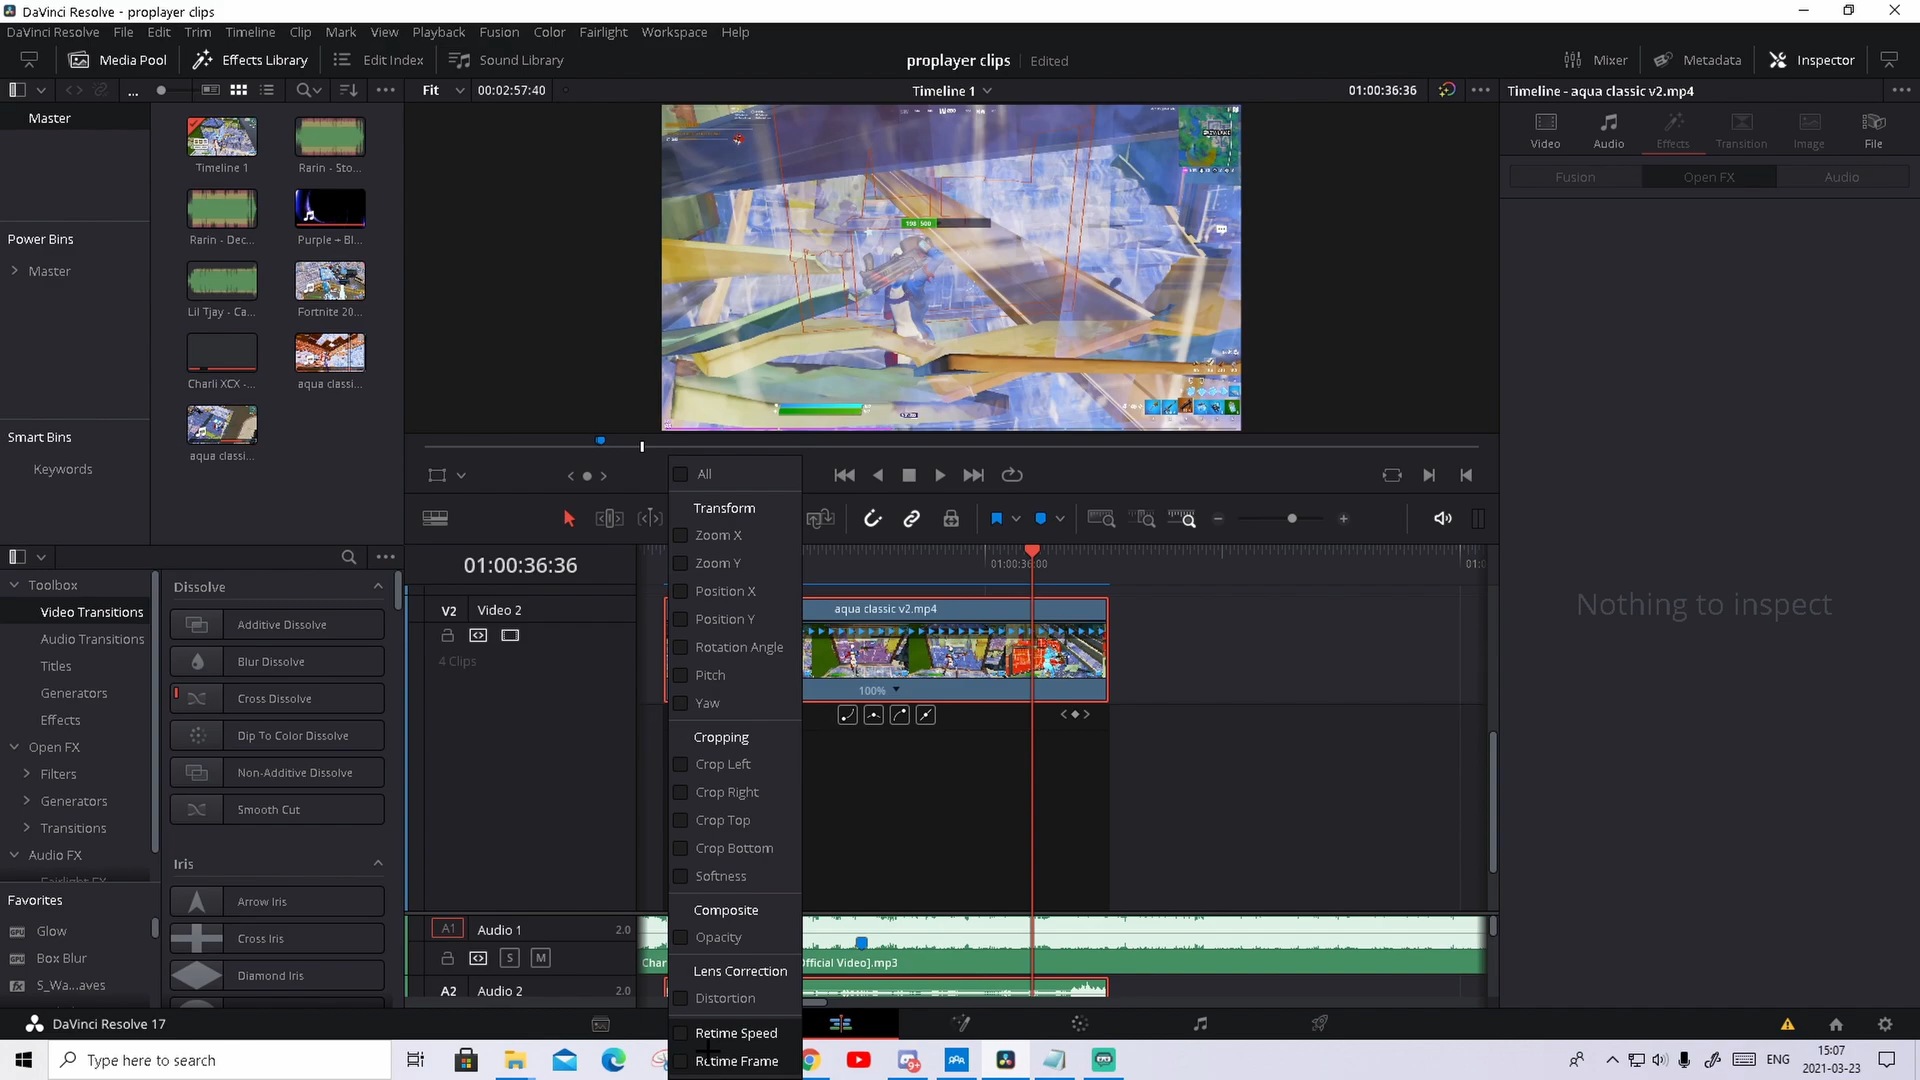 DaVinci Resolve - proplayer clips
DaVinci Resolve File Edit Trim Timeline Clip Mark View Playback Fusion Color Fairlight Workspace Help
Media Pool Effects Library Edit Index Sound Library
proplayer clips Edited
Mixer Metadata Inspector
Fit 00:02:57:40 Timeline 1 01:00:36:36 Timeline - aqua classic v2.mp4
Master
Timeline 1
Rarin - Sto...
Rarin - Dec...
Purple + Bl...
Lil Tjay - Ca...
Fortnite 20...
Charli XCX -...
aqua classi...
aqua classi...
Power Bins
Master
Smart Bins
Keywords
198 500
Video Audio Effects Transition Image File
Fusion Open FX Audio
Nothing to inspect
Toolbox
Video Transitions
Audio Transitions
Titles
Generators
Effects
Open FX
Filters
Generators
Transitions
Audio FX
Fairlight FX
Favorites
Glow
Box Blur
S_Wa...aves
Dissolve
Additive Dissolve
Blur Dissolve
Cross Dissolve
Dip To Color Dissolve
Non-Additive Dissolve
Smooth Cut
Iris
Arrow Iris
Cross Iris
Diamond Iris
01:00:36:36
01:00:36:00
V2 Video 2
4 Clips
aqua classic v2.mp4
100%
All
Transform
Zoom X
Zoom Y
Position X
Position Y
Rotation Angle
Pitch
Yaw
Cropping
Crop Left
Crop Right
Crop Top
Crop Bottom
Softness
Composite
Opacity
Lens Correction
Distortion
Retime Speed
Retime Frame
A1 Audio 1 2.0
S M
Char
fficial Video].mp3
A2 Audio 2 2.0
DaVinci Resolve 17
Type here to search
ENG
15:07
2021-03-23